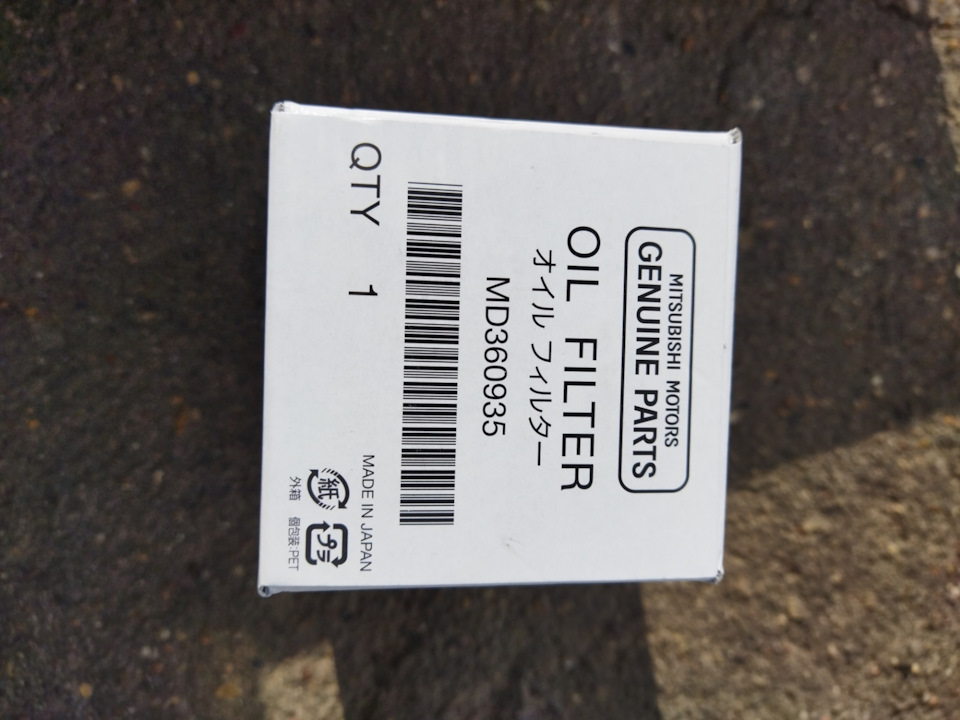 MITSUBISHI MOTORS
GENUINE PARTS
OIL FILTER
オイル フィルター
MD360935
QTY 1
MADE IN JAPAN
紙
プラ
外箱
個包装:PET